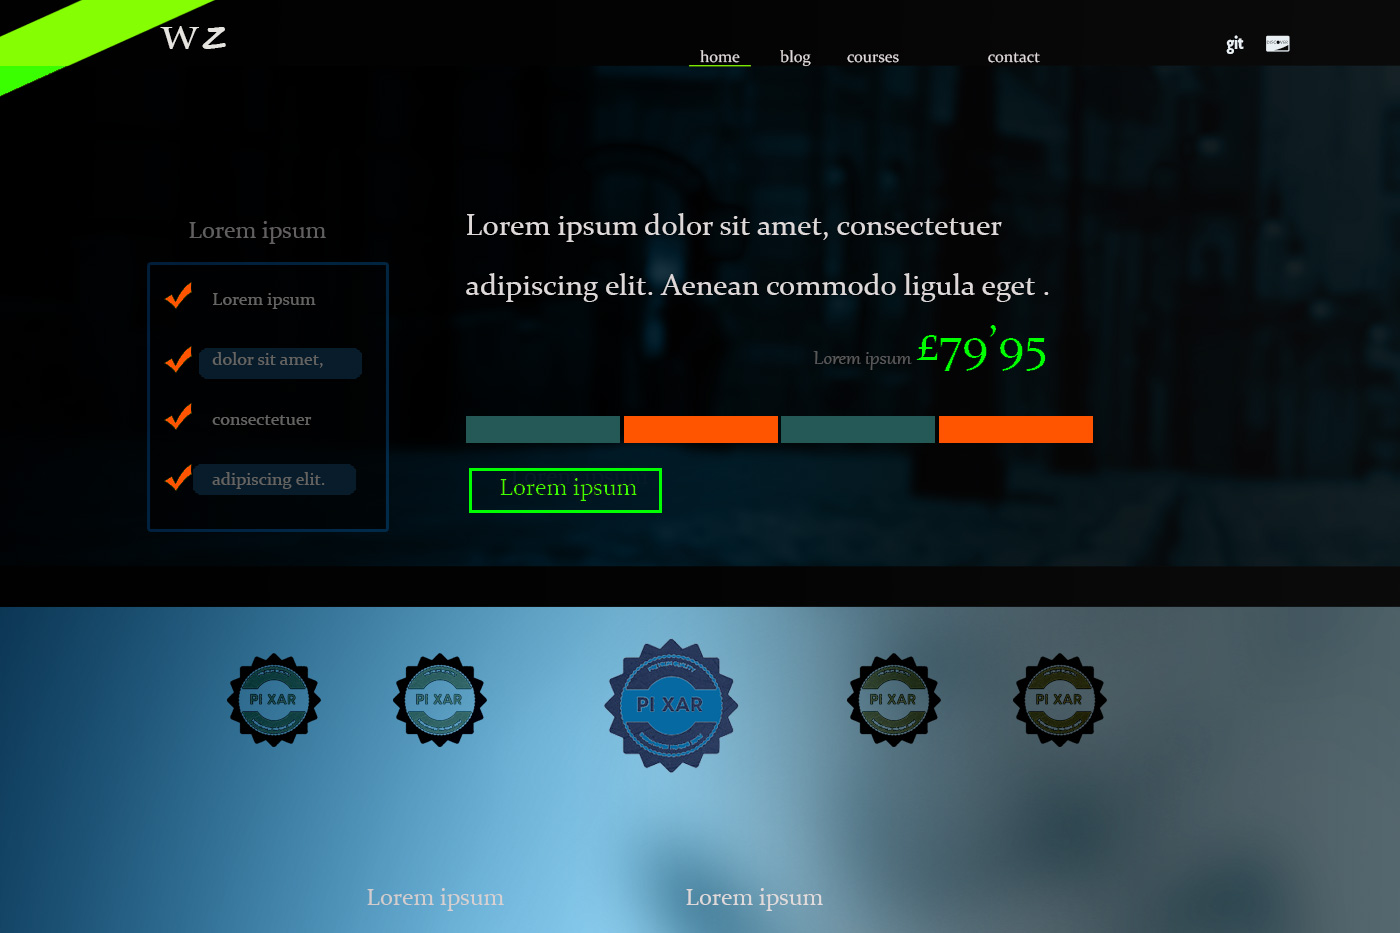 wz
home blog courses contact
git DISCOVER
Lorem ipsum
Lorem ipsum
dolor sit amet,
consectetuer
adipiscing elit.
Lorem ipsum dolor sit amet, consectetuer
adipiscing elit. Aenean commodo ligula eget .
Lorem ipsum £79’95
Lorem ipsum
PI XAR
PI XAR
PI XAR
PI XAR
PI XAR
Lorem ipsum
Lorem ipsum